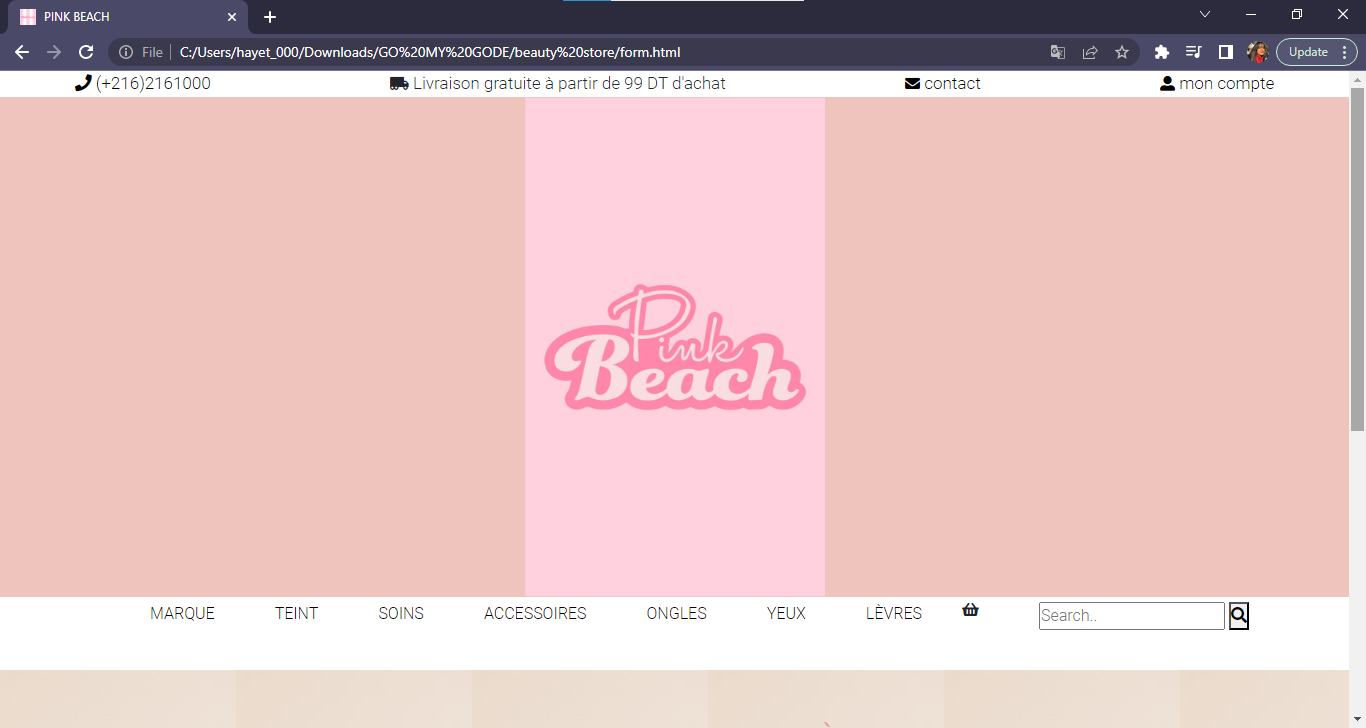 PINK BEACH
File C:/Users/hayet_000/Downloads/GO%20MY%20GODE/beauty%20store/form.html Update
(+216)2161000 Livraison gratuite à partir de 99 DT d'achat contact mon compte
Pink
Beach
MARQUE TEINT SOINS ACCESSOIRES ONGLES YEUX LÈVRES Search..